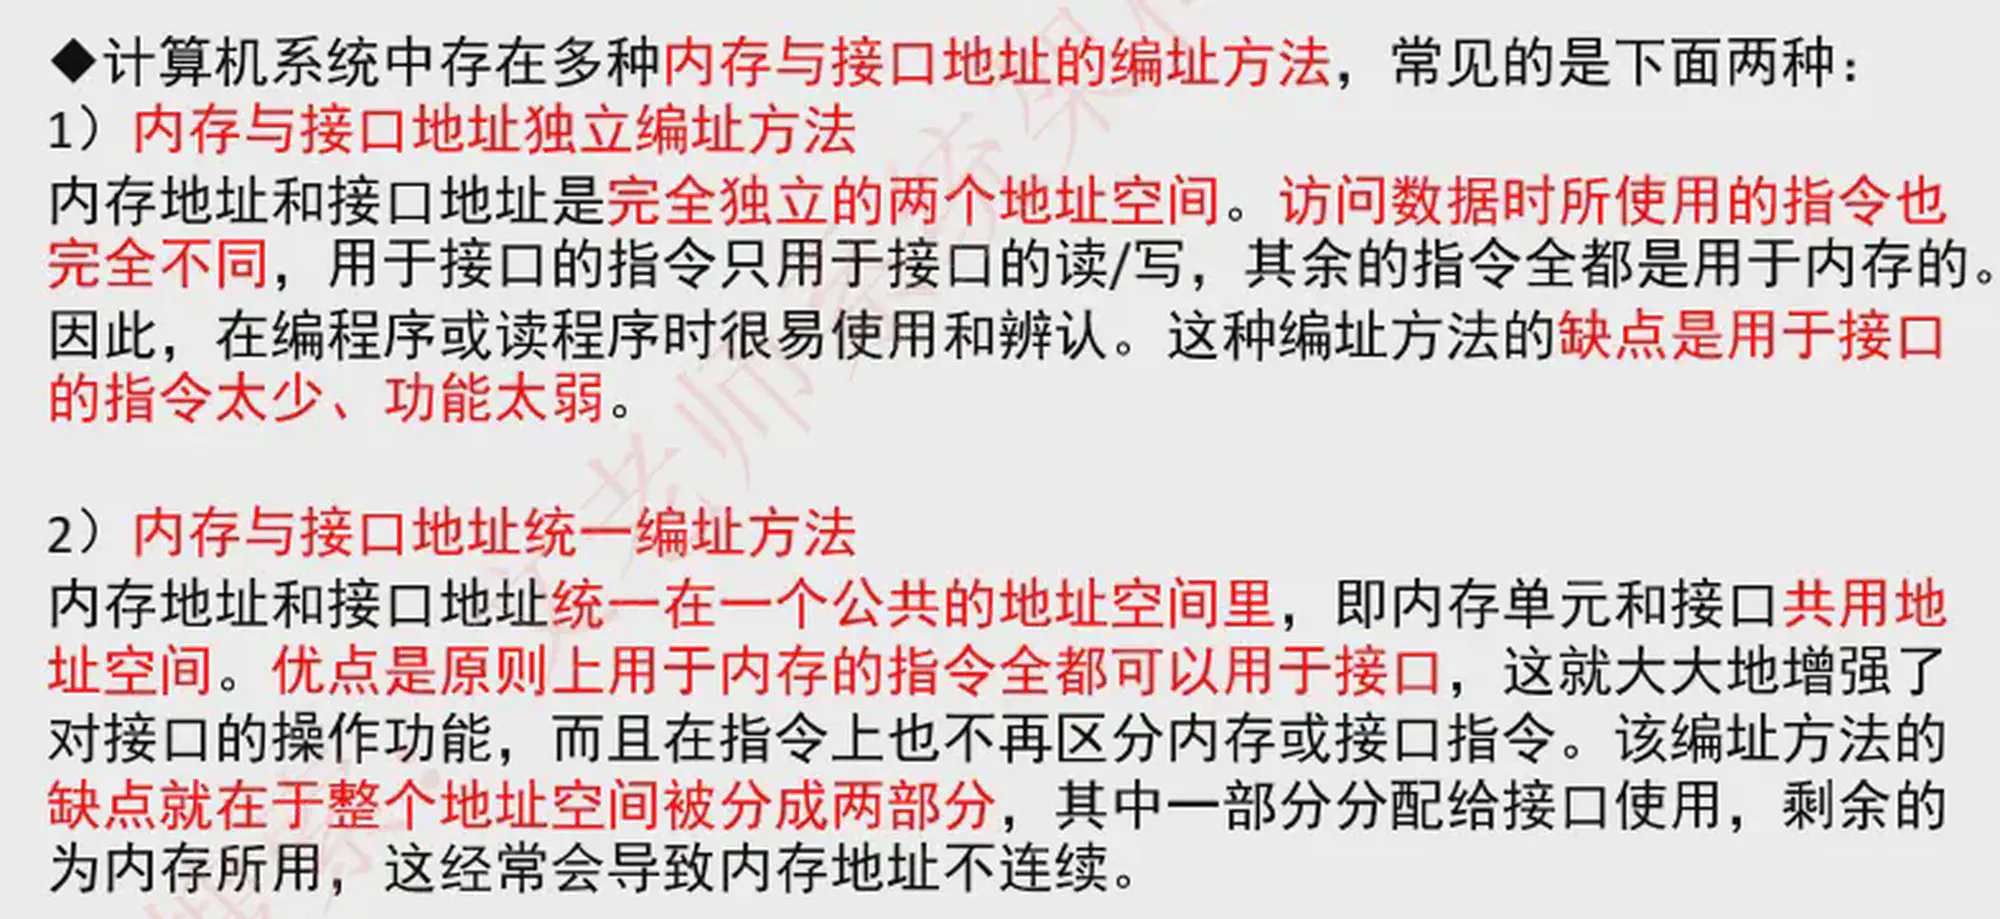 ◆计算机系统中存在多种内存与接口地址的编址方法，常见的是下面两种：
1）内存与接口地址独立编址方法
内存地址和接口地址是完全独立的两个地址空间。访问数据时所使用的指令也
完全不同，用于接口的指令只用于接口的读/写，其余的指令全都是用于内存的。
因此，在编程序或读程序时很易使用和辨认。这种编址方法的缺点是用于接口
的指令太少、功能太弱。
2）内存与接口地址统一编址方法
内存地址和接口地址统一在一个公共的地址空间里，即内存单元和接口共用地
址空间。优点是原则上用于内存的指令全都可以用于接口，这就大大地增强了
对接口的操作功能，而且在指令上也不再区分内存或接口指令。该编址方法的
缺点就在于整个地址空间被分成两部分，其中一部分分配给接口使用，剩余的
为内存所用，这经常会导致内存地址不连续。